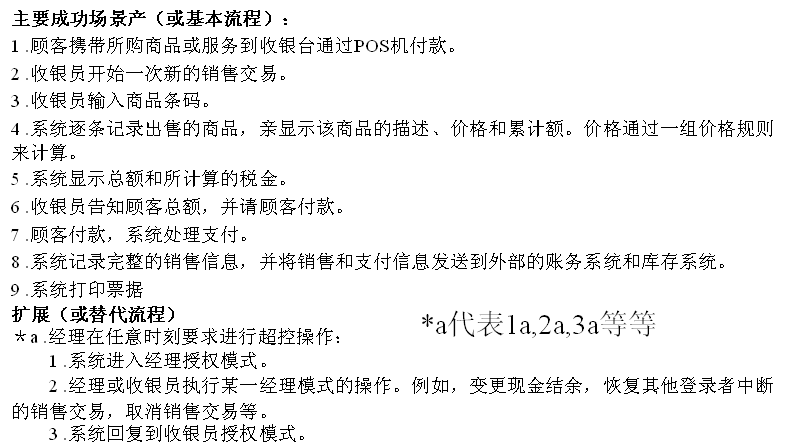 主要成功场景产（或基本流程）：
1 .顾客携带所购商品或服务到收银台通过POS机付款。
2 .收银员开始一次新的销售交易。
3 .收银员输入商品条码。
4 .系统逐条记录出售的商品，亲显示该商品的描述、价格和累计额。价格通过一组价格规则
来计算。
5 .系统显示总额和所计算的税金。
6 .收银员告知顾客总额，并请顾客付款。
7 .顾客付款，系统处理支付。
8 .系统记录完整的销售信息，并将销售和支付信息发送到外部的账务系统和库存系统。
9 .系统打印票据
扩展（或替代流程）
*a代表1a,2a,3a等等
＊a .经理在任意时刻要求进行超控操作：
1 .系统进入经理授权模式。
2 .经理或收银员执行某一经理模式的操作。例如，变更现金结余，恢复其他登录者中断
的销售交易，取消销售交易等。
3 .系统回复到收银员授权模式。